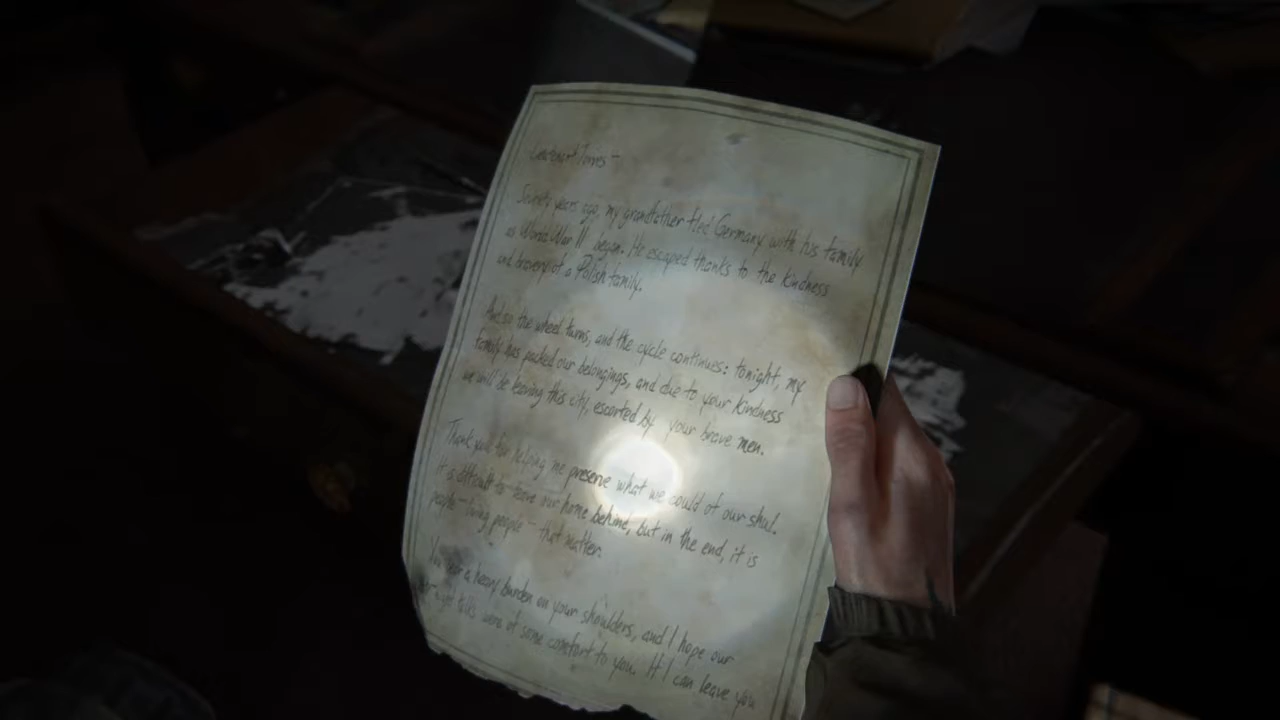 Lieutenant Torres –
Seventy years ago, my grandfather fled Germany with his family
as World War II began. He escaped thanks to the kindness
and bravery of a Polish family.
And so the wheel turns, and the cycle continues: tonight, my
family has packed our belongings, and due to your kindness
we will be leaving this city, escorted by your brave men.
Thank you for helping me preserve what we could of our shul.
It is difficult to leave our home behind, but in the end, it is
people – living people – that matter.
You bear a heavy burden on your shoulders, and I hope our
night talks were of some comfort to you. If I can leave you